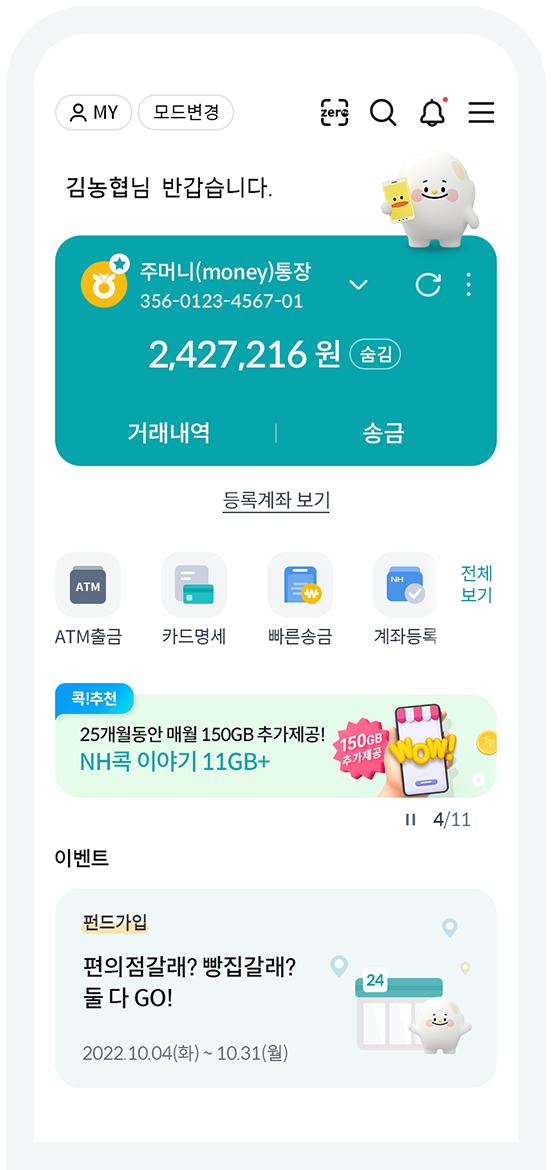 MY 모드변경 zero
김농협님 반갑습니다.
주머니(money)통장
356-0123-4567-01
2,427,216 원 숨김
거래내역 송금
등록계좌 보기
ATM
NH
전체
보기
ATM출금 카드명세 빠른송금 계좌등록
콕!추천
25개월동안 매월 150GB 추가제공!
NH콕 이야기 11GB+
150GB
추가제공
WOW!
4/11
이벤트
펀드가입
편의점갈래? 빵집갈래?
둘 다 GO!
24
2022.10.04(화) ~ 10.31(월)